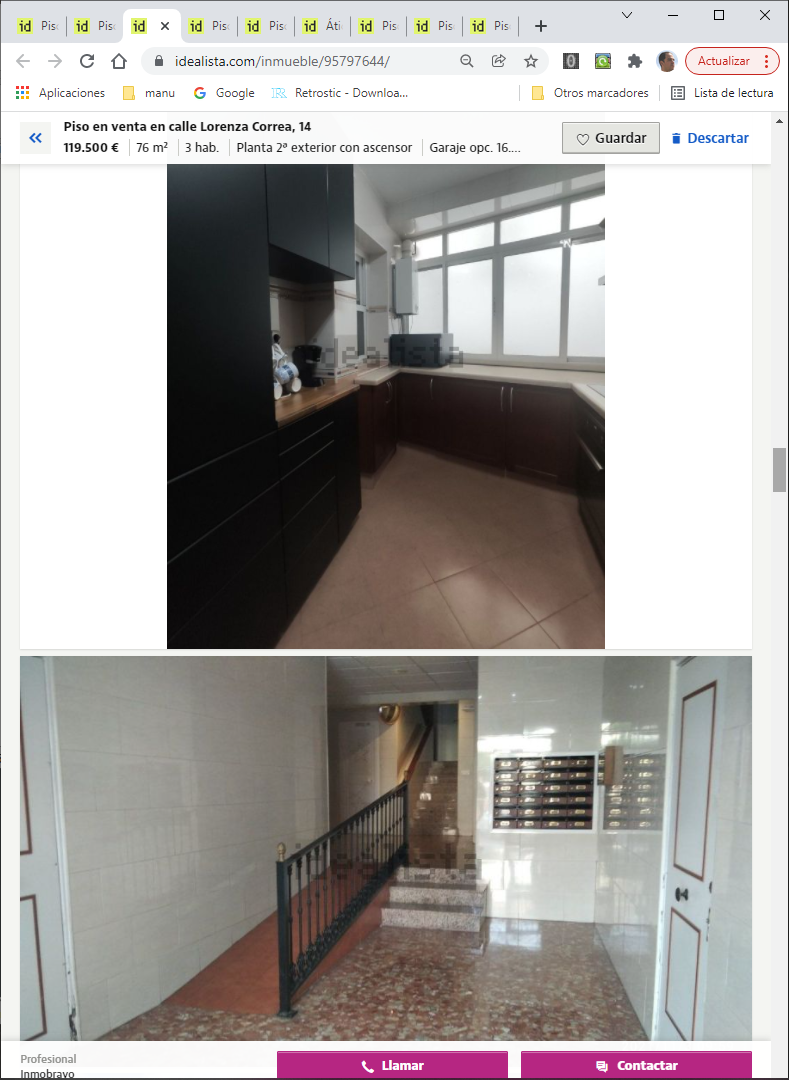 id Pis id Pis id id Pis id Pis id Áti id Pis id Pis id Pis
idealista.com/inmueble/95797644/
Actualizar
Aplicaciones manu Google Retrostic - Downloa... Otros marcadores Lista de lectura
Piso en venta en calle Lorenza Correa, 14
119.500 € 76 m² 3 hab. Planta 2ª exterior con ascensor Garaje opc. 16....
Guardar Descartar
idealista
idealista
Profesional
Inmobravo
Llamar Contactar